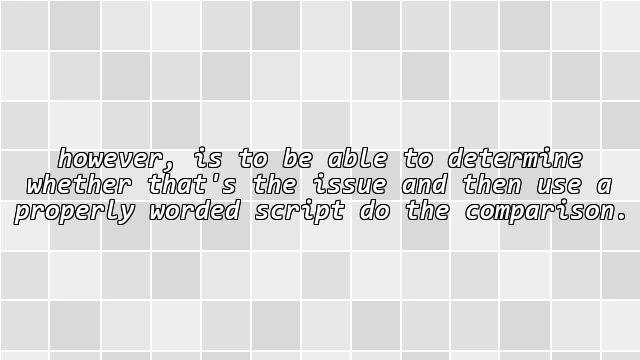 however, is to be able to determine
whether that's the issue and then use a
properly worded script do the comparison.